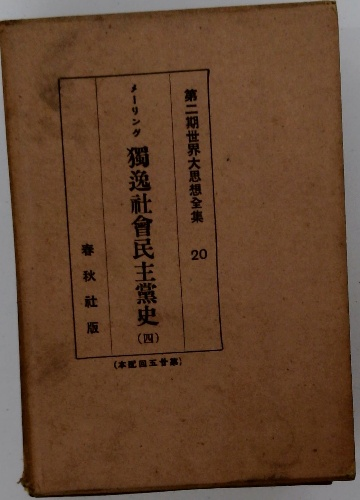 第二期世界大思想全集 20
メーリング
獨逸社會民主黨史(四)
春秋社版